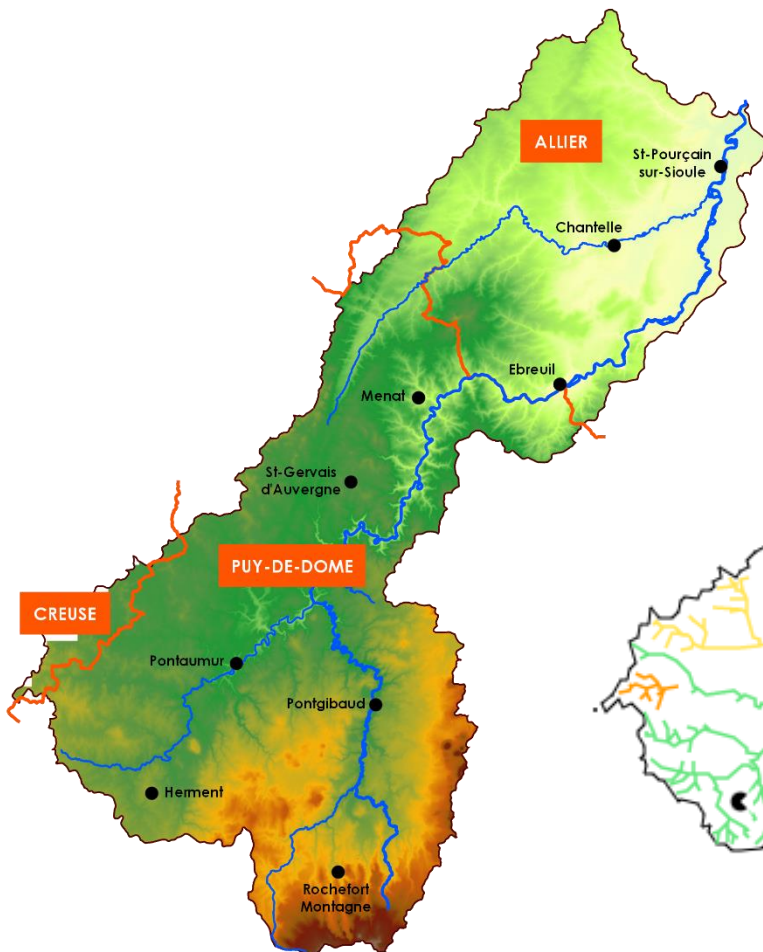 ALLIER
St-Pourçain
sur-Sioule
Chantelle
Ebreuil
Menat
St-Gervais
d'Auvergne
PUY-DE-DOME
CREUSE
Pontaumur
Pontgibaud
Herment
Rochefort
Montagne